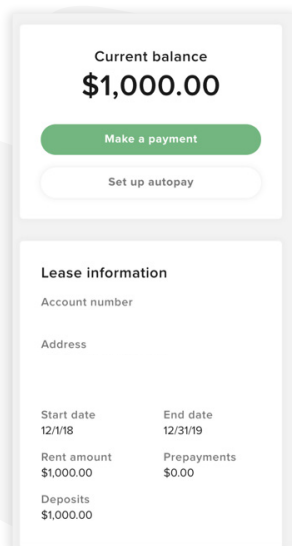 Current balance
$1,000.00
Make a payment
Set up autopay
Lease information
Account number
Address
Start date
12/1/18
End date
12/31/19
Rent amount
$1,000.00
Prepayments
$0.00
Deposits
$1,000.00